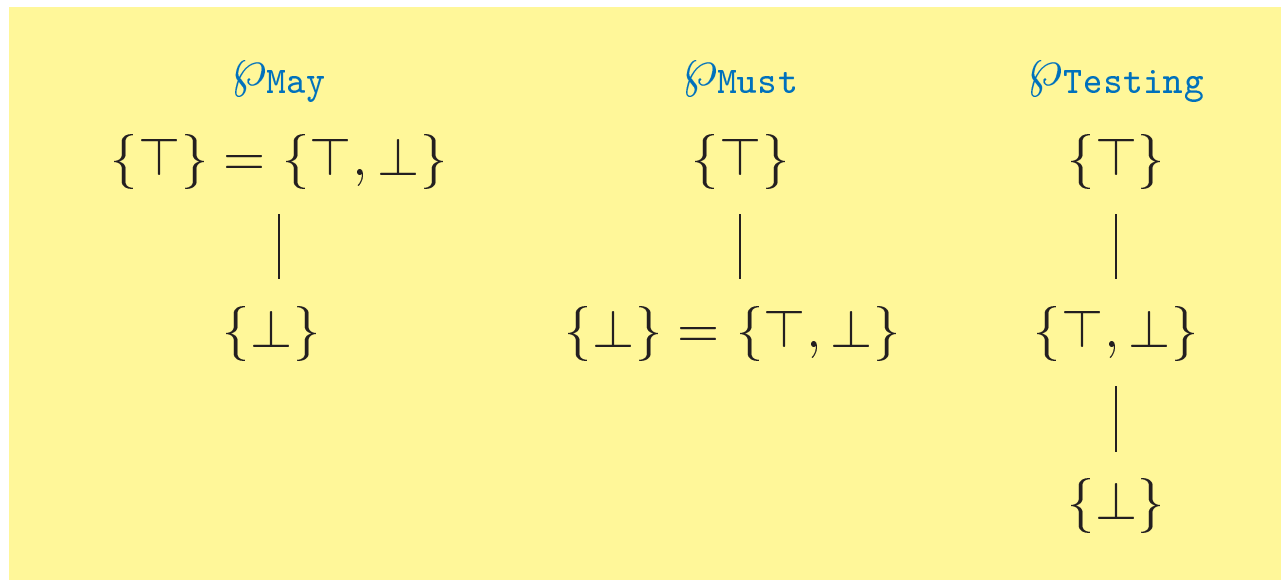 ℘May ℘Must ℘Testing
{⊤} = {⊤, ⊥} {⊤} {⊤}
{⊥} {⊥} = {⊤, ⊥} {⊤, ⊥}
{⊥}